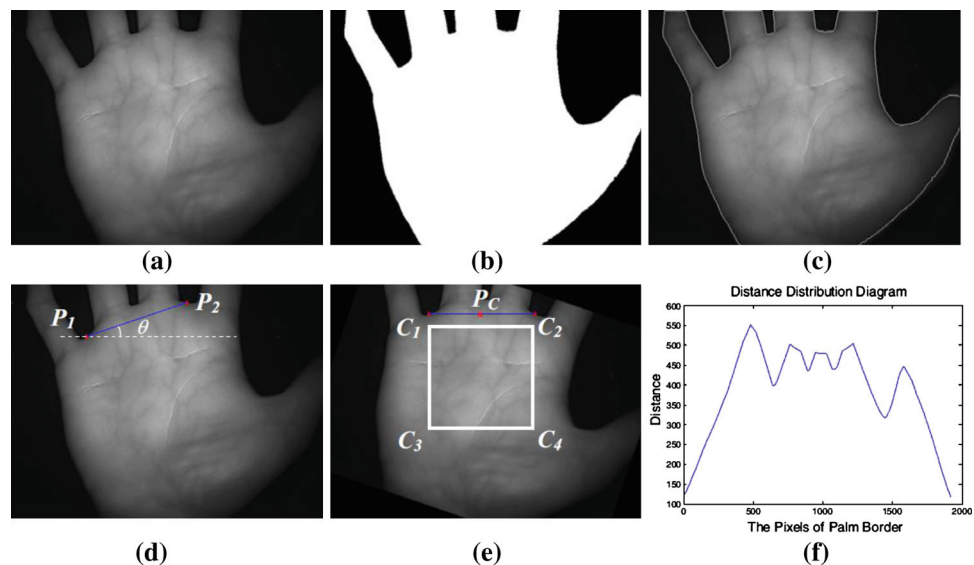 (a)
(b)
(c)
P1
P2
θ
(d)
PC
C1
C2
C3
C4
(e)
Distance Distribution Diagram
600
550
500
450
400
350
300
250
200
150
100
Distance
0
500
1000
1500
2000
The Pixels of Palm Border
(f)